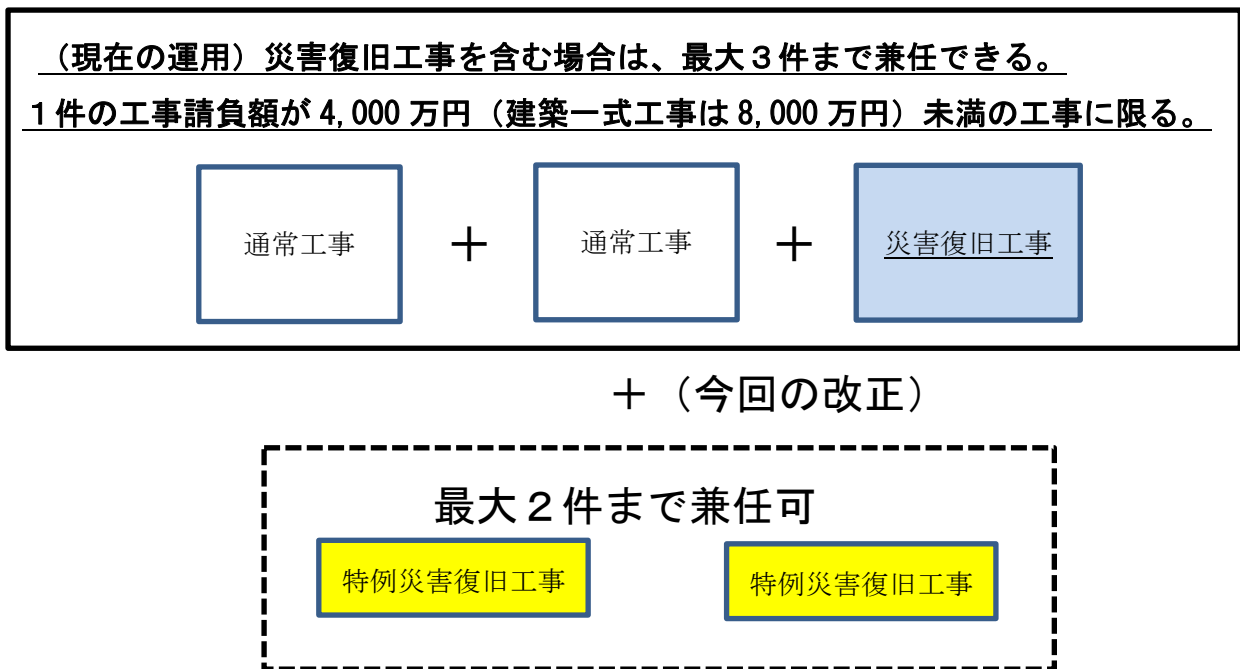 （現在の運用）災害復旧工事を含む場合は、最大３件まで兼任できる。
１件の工事請負額が 4,000 万円（建築一式工事は 8,000 万円）未満の工事に限る。
通常工事 ＋ 通常工事 ＋ 災害復旧工事
＋（今回の改正）
最大２件まで兼任可
特例災害復旧工事 特例災害復旧工事